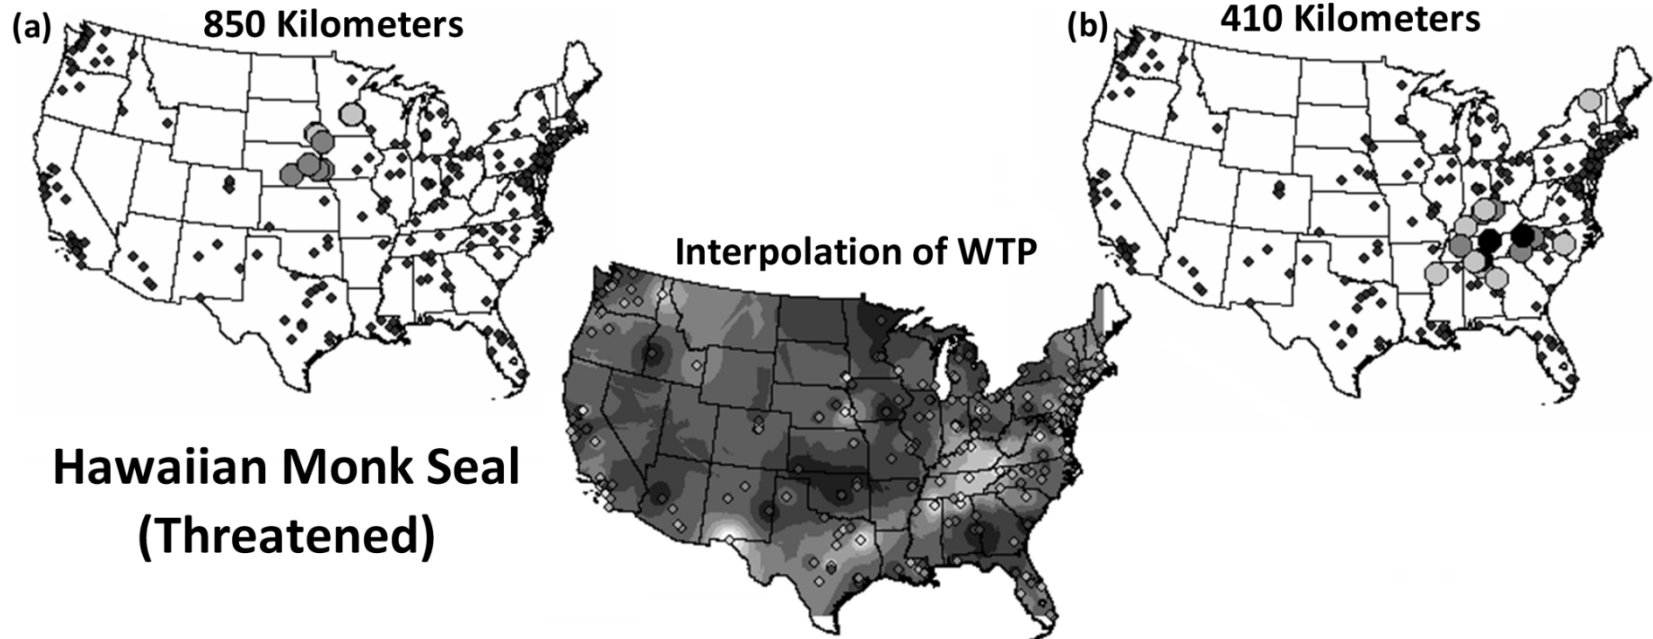 (a)
850 Kilometers
(b)
410 Kilometers
Interpolation of WTP
Hawaiian Monk Seal
(Threatened)